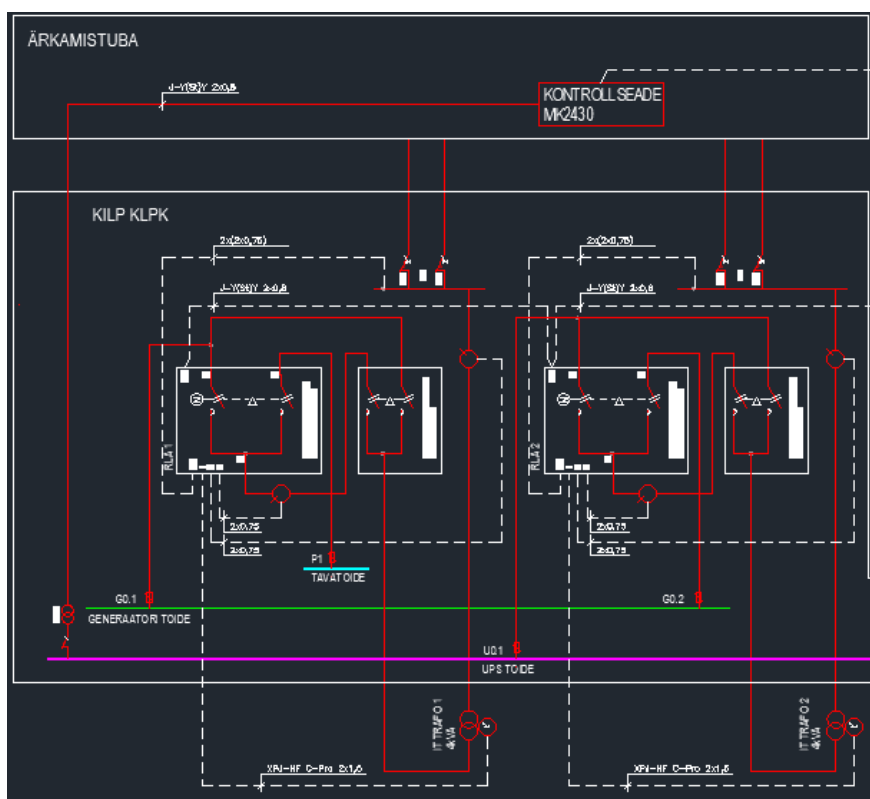 ÄRKAMISTUBA
J-Y(St)Y 2x0,8
KONTROLLSEADE
MK2430
KILP KLPK
2x(2x0,75)
2x(2x0,75)
J-Y(St)Y 2x0,8
J-Y(St)Y 2x0,8
RLA 1
RLA 2
2x0,75
2x0,75
2x0,75
2x0,75
P1
TAVATOIDE
G0.1
G0.2
GENERAATORI TOIDE
U0.1
UPS TOIDE
IT TRAFO 1
4kVA
IT TRAFO 2
4kVA
XPJ-HF C-Pro 2x1,5
XPJ-HF C-Pro 2x1,5